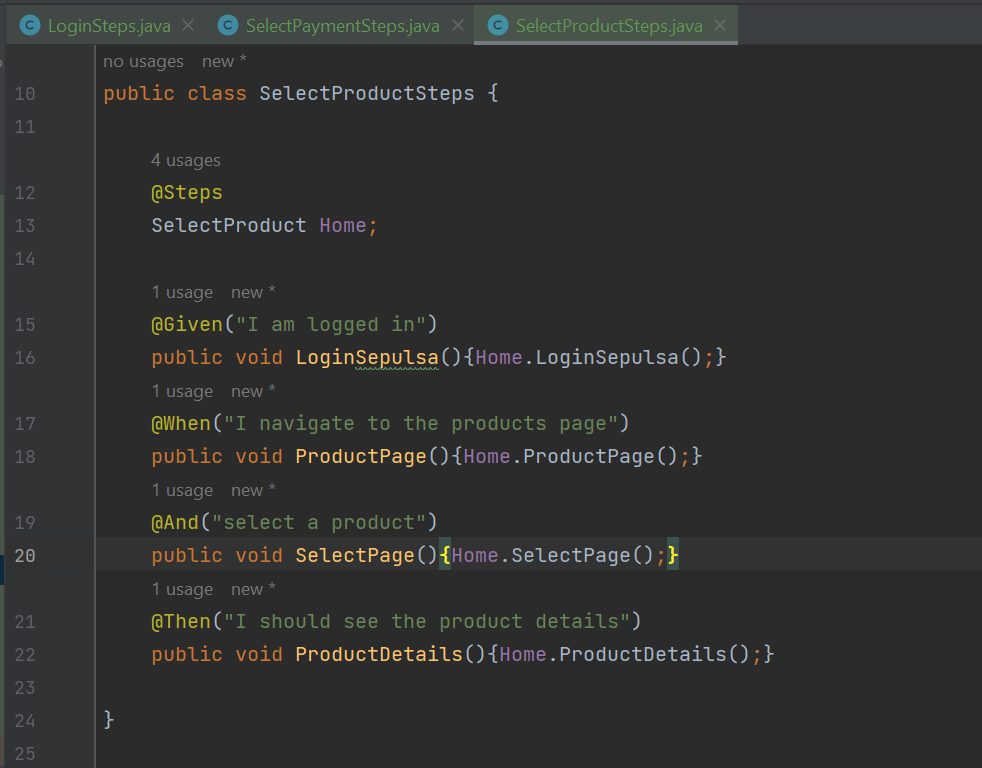 LoginSteps.java SelectPaymentSteps.java SelectProductSteps.java
no usages new *
10 public class SelectProductSteps {
11
4 usages
12 @Steps
13 SelectProduct Home;
14
1 usage new *
15 @Given("I am logged in")
16 public void LoginSepulsa(){Home.LoginSepulsa();}
1 usage new *
17 @When("I navigate to the products page")
18 public void ProductPage(){Home.ProductPage();}
1 usage new *
19 @And("select a product")
20 public void SelectPage(){Home.SelectPage();}
1 usage new *
21 @Then("I should see the product details")
22 public void ProductDetails(){Home.ProductDetails();}
23
24 }
25